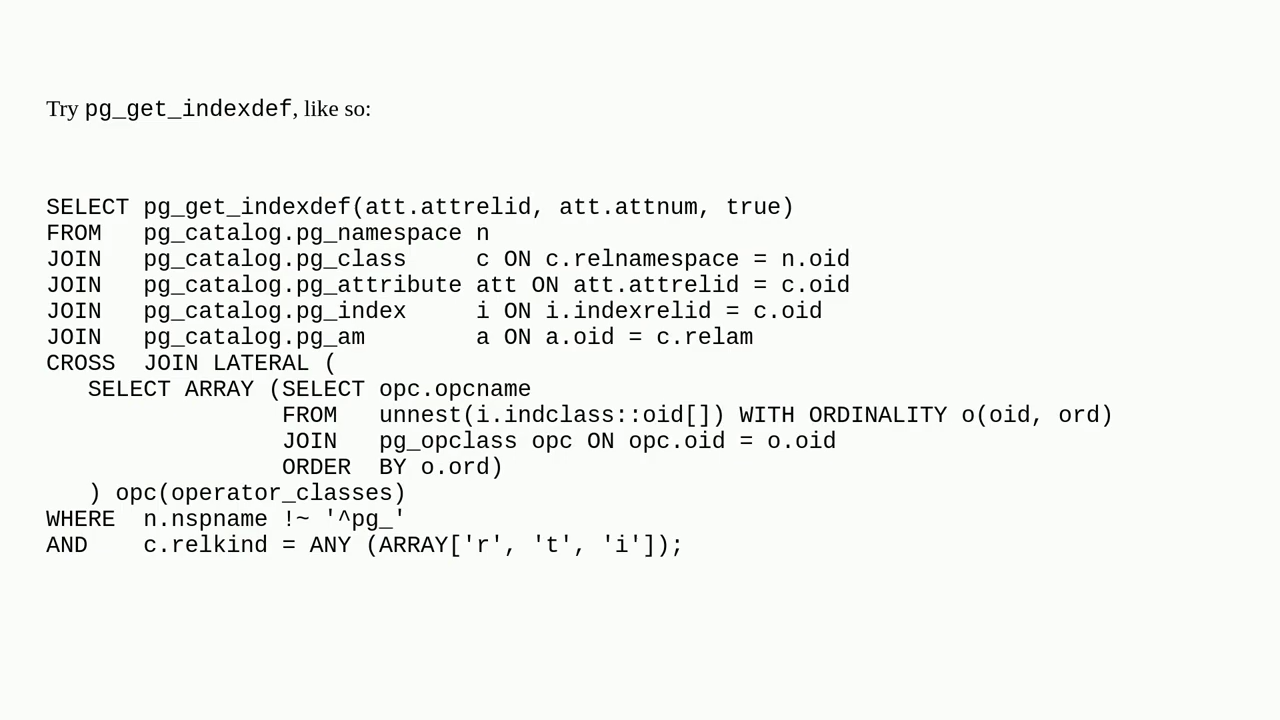 Try pg_get_indexdef, like so:
SELECT pg_get_indexdef(att.attrelid, att.attnum, true)
FROM   pg_catalog.pg_namespace n
JOIN   pg_catalog.pg_class     c ON c.relnamespace = n.oid
JOIN   pg_catalog.pg_attribute att ON att.attrelid = c.oid
JOIN   pg_catalog.pg_index     i ON i.indexrelid = c.oid
JOIN   pg_catalog.pg_am        a ON a.oid = c.relam
CROSS  JOIN LATERAL (
   SELECT ARRAY (SELECT opc.opcname
                 FROM   unnest(i.indclass::oid[]) WITH ORDINALITY o(oid, ord)
                 JOIN   pg_opclass opc ON opc.oid = o.oid
                 ORDER  BY o.ord)
   ) opc(operator_classes)
WHERE  n.nspname !~ '^pg_'
AND    c.relkind = ANY (ARRAY['r', 't', 'i']);